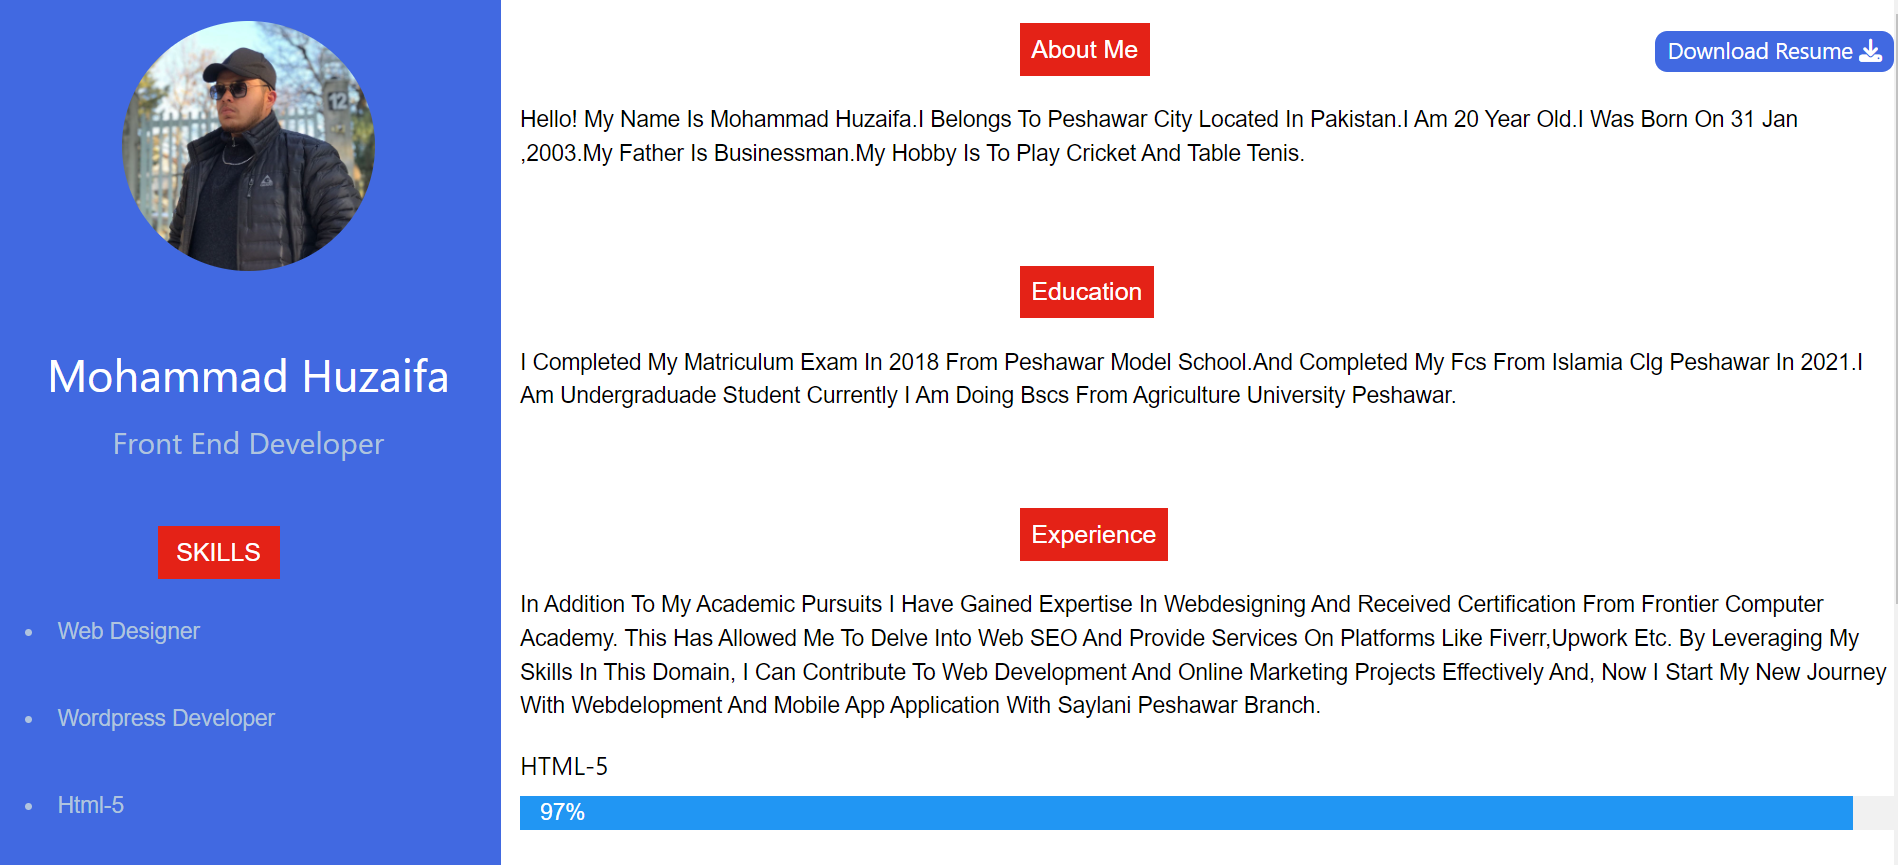 Mohammad Huzaifa
Front End Developer
SKILLS
Web Designer
Wordpress Developer
Html-5
About Me
Download Resume
Hello! My Name Is Mohammad Huzaifa.I Belongs To Peshawar City Located In Pakistan.I Am 20 Year Old.I Was Born On 31 Jan
,2003.My Father Is Businessman.My Hobby Is To Play Cricket And Table Tenis.
Education
I Completed My Matriculum Exam In 2018 From Peshawar Model School.And Completed My Fcs From Islamia Clg Peshawar In 2021.I
Am Undergraduade Student Currently I Am Doing Bscs From Agriculture University Peshawar.
Experience
In Addition To My Academic Pursuits I Have Gained Expertise In Webdesigning And Received Certification From Frontier Computer
Academy. This Has Allowed Me To Delve Into Web SEO And Provide Services On Platforms Like Fiverr,Upwork Etc. By Leveraging My
Skills In This Domain, I Can Contribute To Web Development And Online Marketing Projects Effectively And, Now I Start My New Journey
With Webdelopment And Mobile App Application With Saylani Peshawar Branch.
HTML-5
97%
12